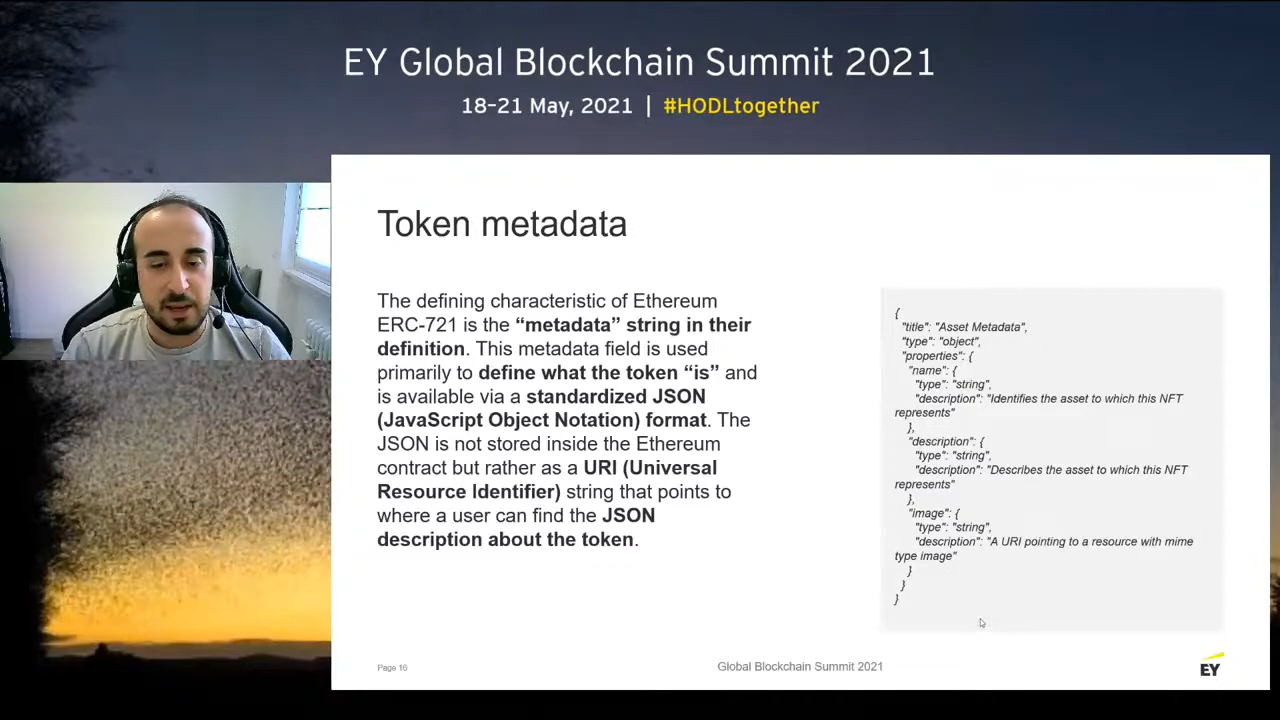 EY Global Blockchain Summit 2021
18–21 May, 2021 | #HODLtogether
Token metadata
The defining characteristic of Ethereum
ERC-721 is the “metadata” string in their
definition. This metadata field is used
primarily to define what the token “is” and
is available via a standardized JSON
(JavaScript Object Notation) format. The
JSON is not stored inside the Ethereum
contract but rather as a URI (Universal
Resource Identifier) string that points to
where a user can find the JSON
description about the token.
{
"title": "Asset Metadata",
"type": "object",
"properties": {
"name": {
"type": "string",
"description": "Identifies the asset to which this NFT
represents"
},
"description": {
"type": "string",
"description": "Describes the asset to which this NFT
represents"
},
"image": {
"type": "string",
"description": "A URI pointing to a resource with mime
type image"
}
}
}
Page 16
Global Blockchain Summit 2021
EY